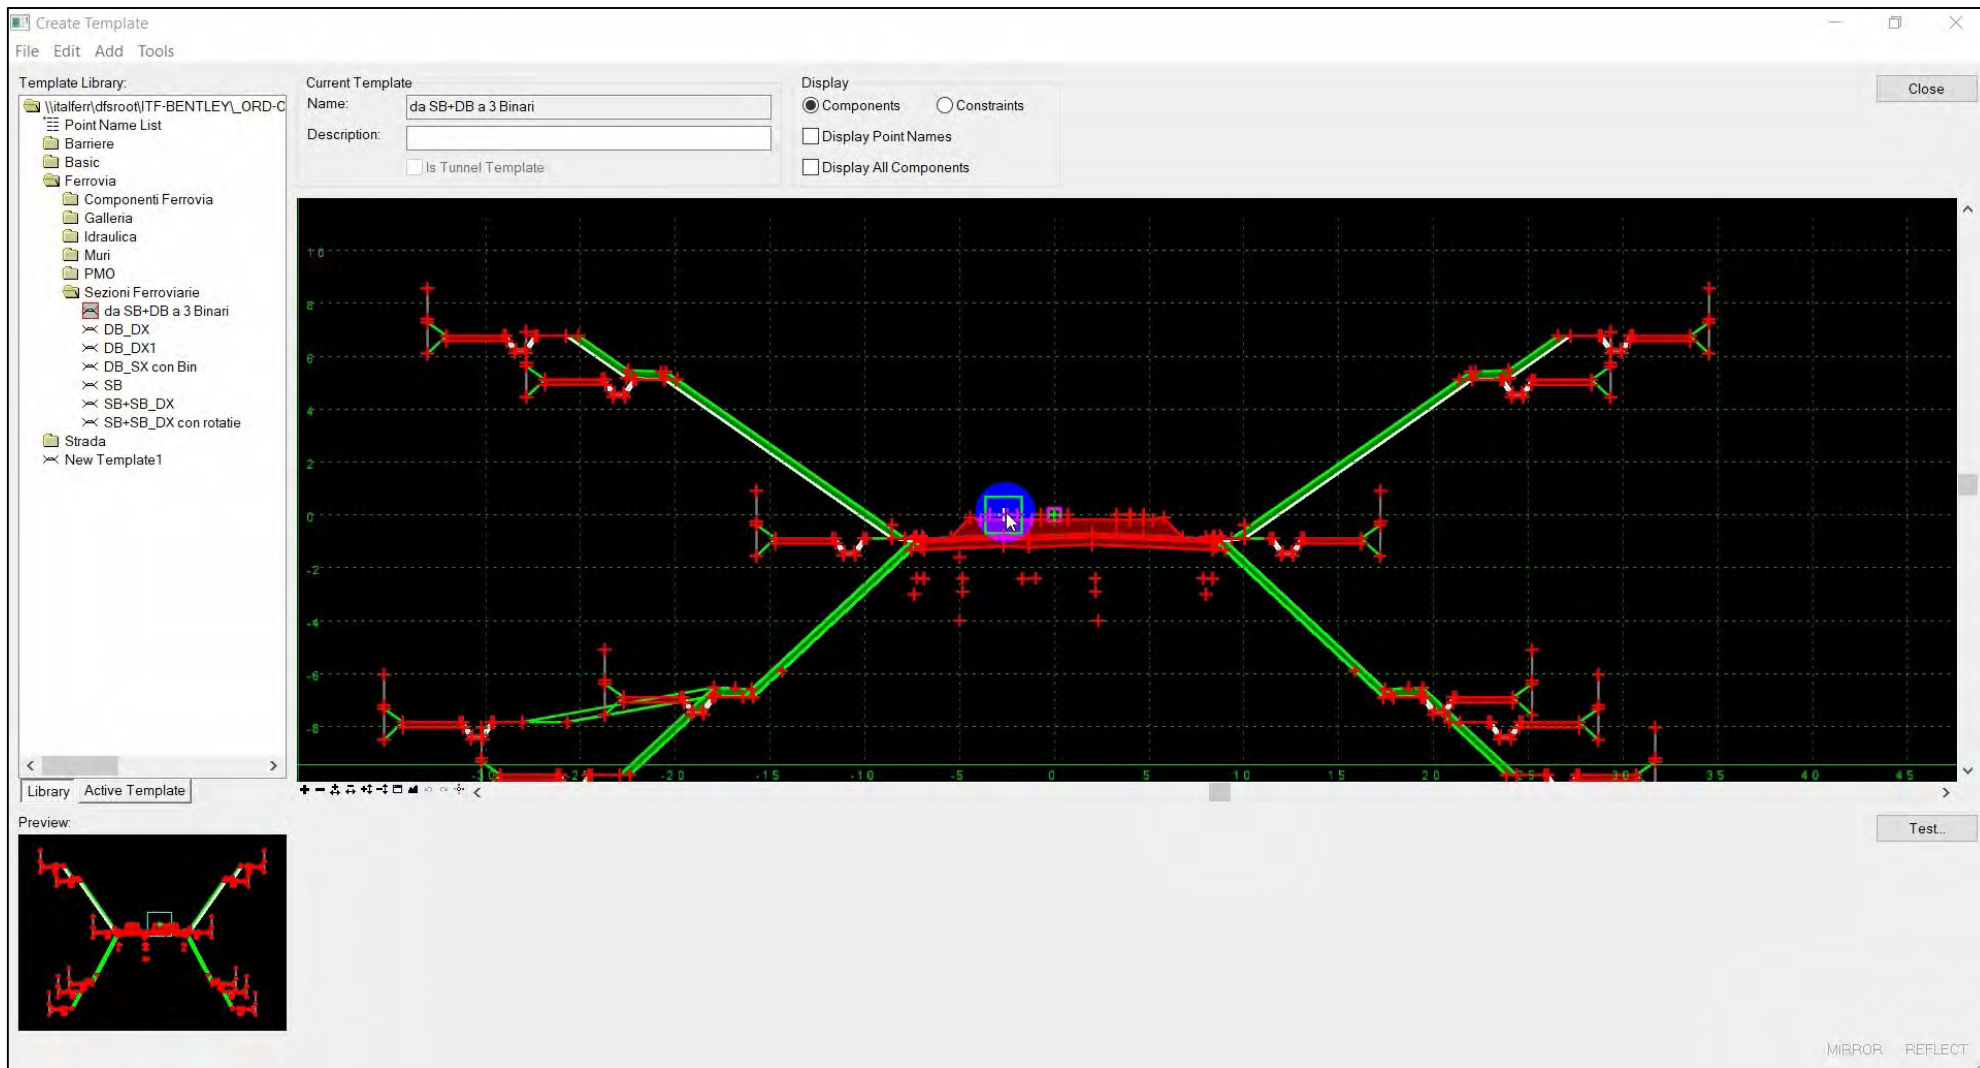 Create Template
File Edit Add Tools
Template Library:
\\italferr\dfsroot\ITF-BENTLEY\_ORD-C
Point Name List
Barriere
Basic
Ferrovia
Componenti Ferrovia
Galleria
Idraulica
Muri
PMO
Sezioni Ferroviarie
da SB+DB a 3 Binari
DB_DX
DB_DX1
DB_SX con Bin
SB
SB+SB_DX
SB+SB_DX con rotatie
Strada
New Template1
Library Active Template
Current Template
Name: da SB+DB a 3 Binari
Description:
Is Tunnel Template
Display
Components Constraints
Display Point Names
Display All Components
Close
10
8
6
4
2
0
-2
-4
-6
-8
-30 -25 -20 -15 -10 -5 0 5 10 15 20 25 30 35 40 45
Preview:
Test...
MIRROR REFLECT